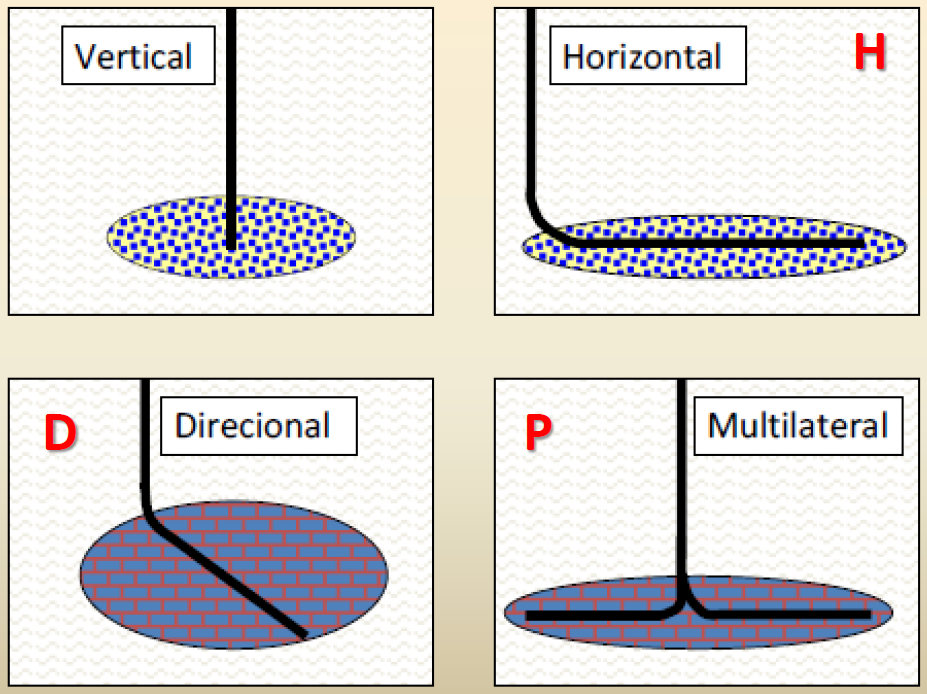 Vertical
Horizontal
H
D
Direcional
P
Multilateral